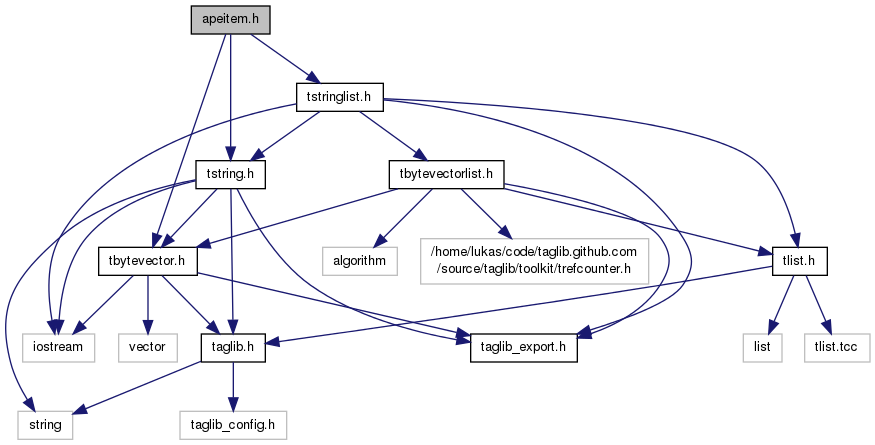 apeitem.h
tstringlist.h
tstring.h
tbytevectorlist.h
tbytevector.h
algorithm
/home/lukas/code/taglib.github.com
/source/taglib/toolkit/trefcounter.h
tlist.h
iostream
vector
taglib.h
taglib_export.h
list
tlist.tcc
string
taglib_config.h